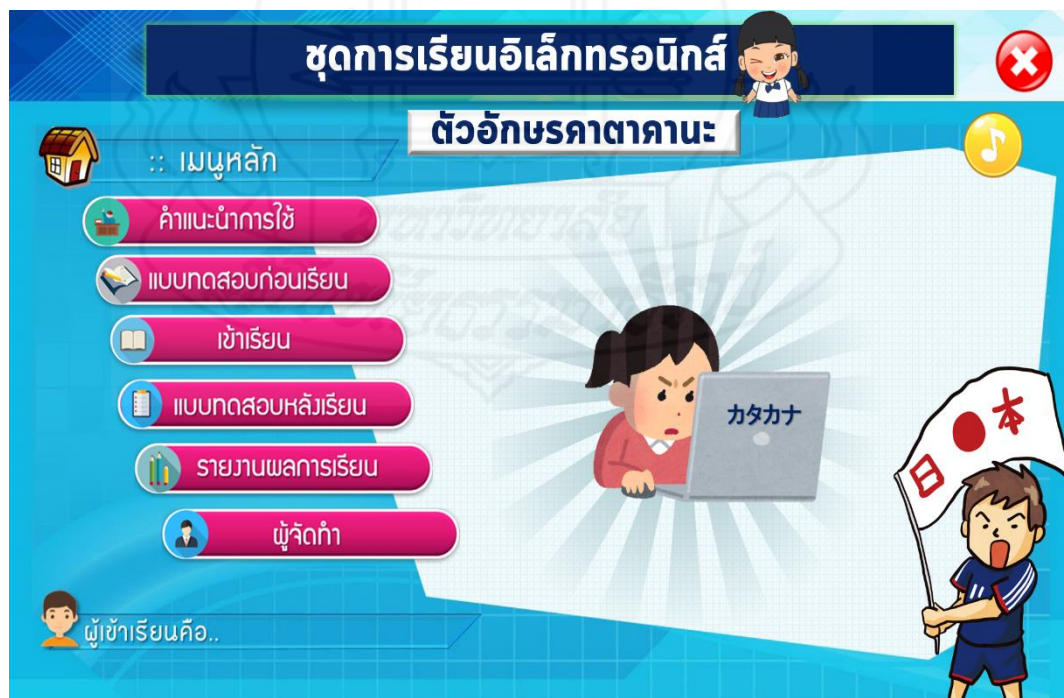 ชุดการเรียนอิเล็กทรอนิกส์
ตัวอักษรคาตาคานะ
:: เมนูหลัก
คำแนะนำการใช้
แบบทดสอบก่อนเรียน
เข้าเรียน
แบบทดสอบหลังเรียน
รายงานผลการเรียน
ผู้จัดทำ
カタカナ
日 本
ผู้เข้าเรียนคือ..